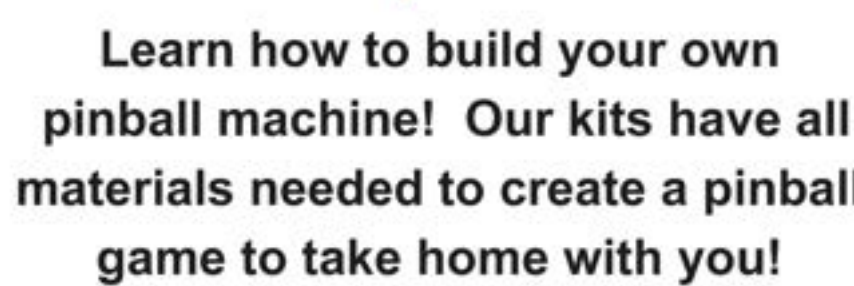 Learn how to build your own
pinball machine! Our kits have all
materials needed to create a pinball
game to take home with you!